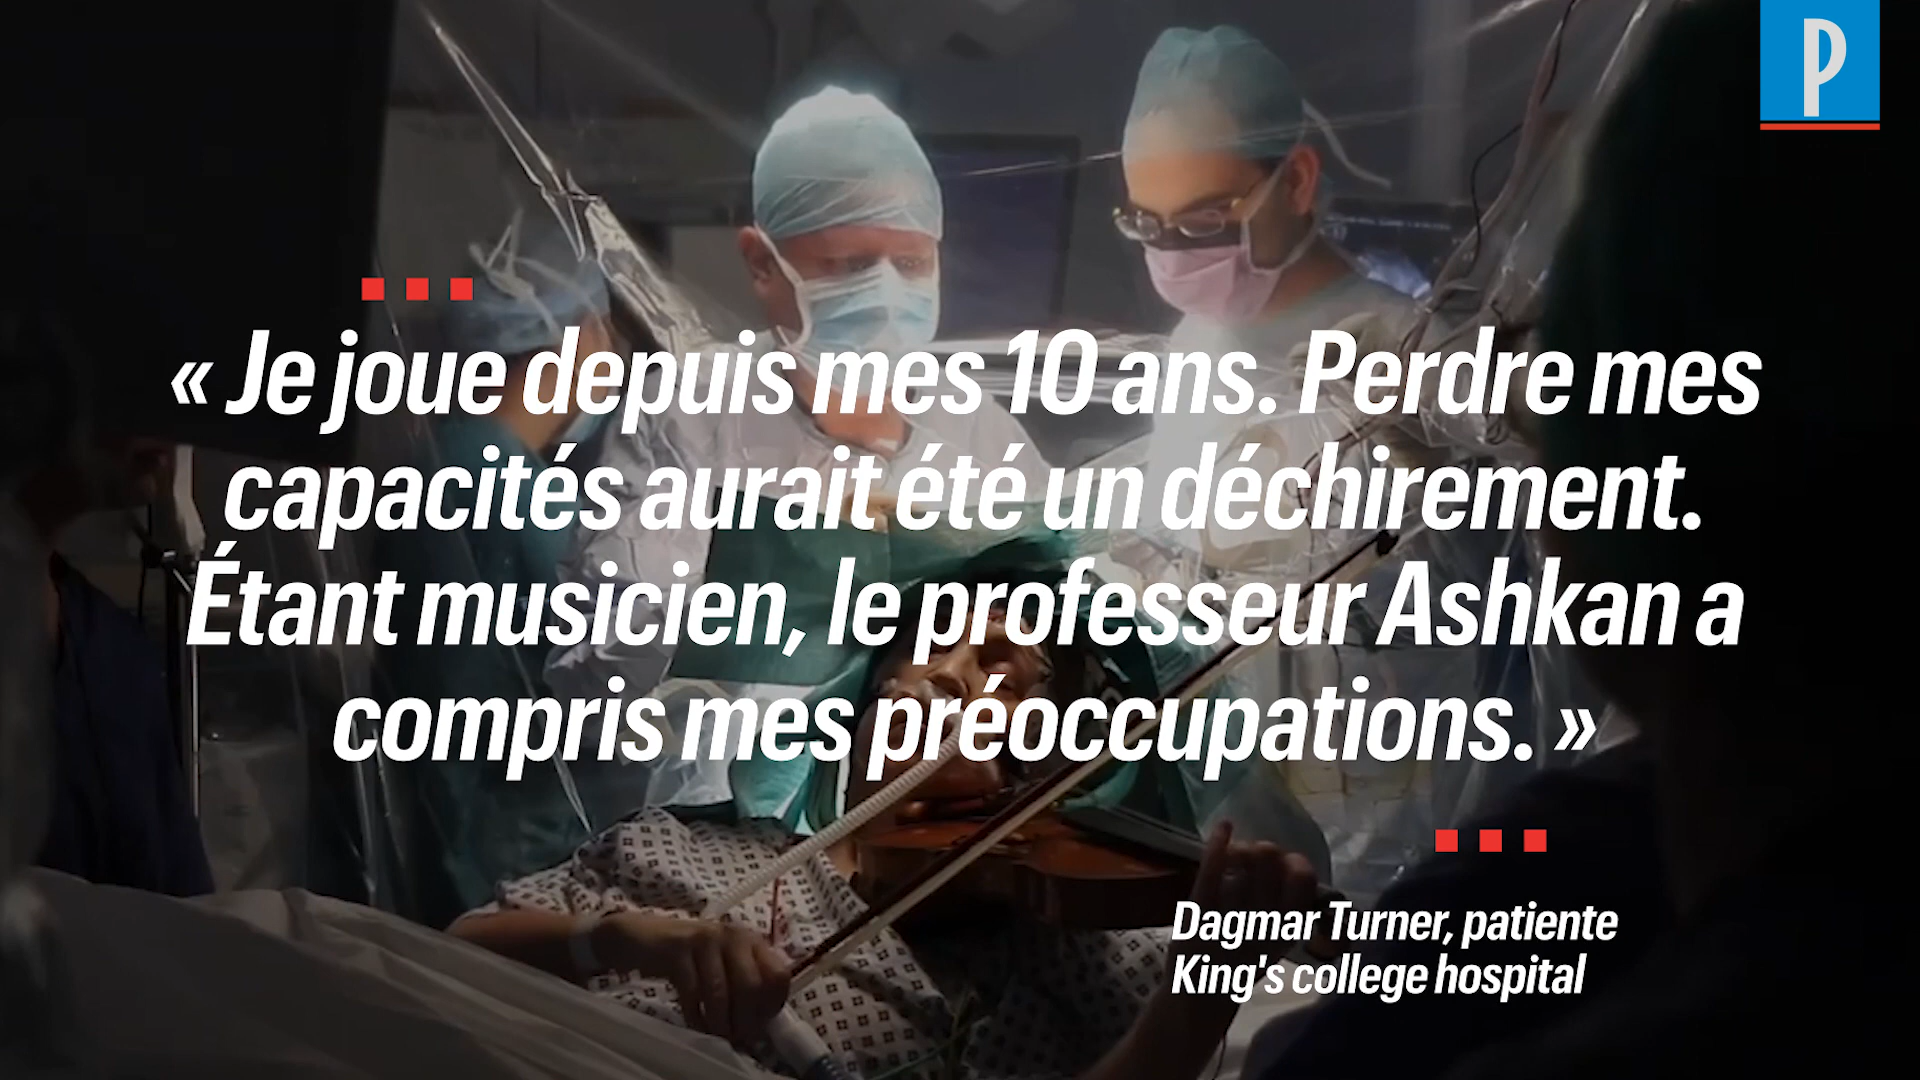 P
« Je joue depuis mes 10 ans. Perdre mes
capacités aurait été un déchirement.
Étant musicien, le professeur Ashkan a
compris mes préoccupations. »
Dagmar Turner, patiente
King's college hospital